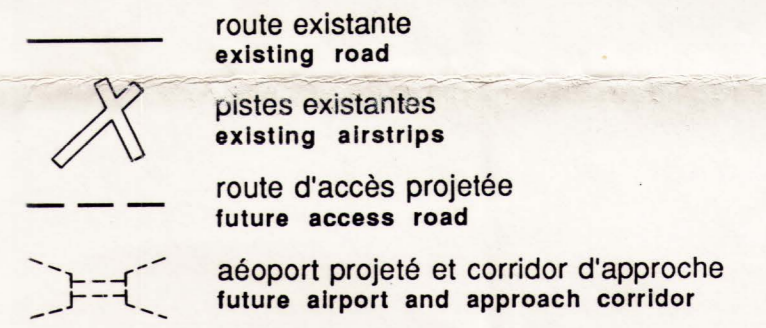 route existante
existing road
pistes existantes
existing airstrips
route d'accès projetée
future access road
aéoport projeté et corridor d'approche
future airport and approach corridor